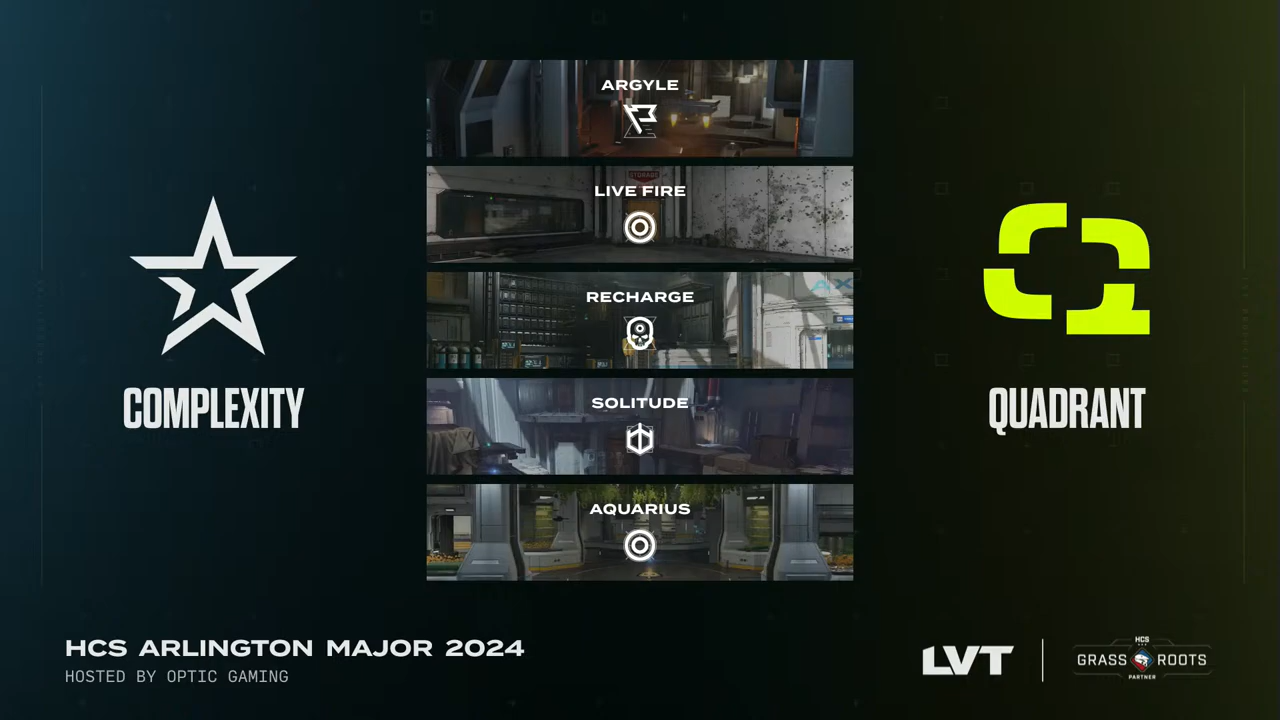 ARGYLE
STORAGE
LIVE FIRE
RECHARGE
SOLITUDE
AQUARIUS
COMPLEXITY
QUADRANT
HCS ARLINGTON MAJOR 2024
HOSTED BY OPTIC GAMING
LVT
HCS
GRASS ROOTS
PARTNER